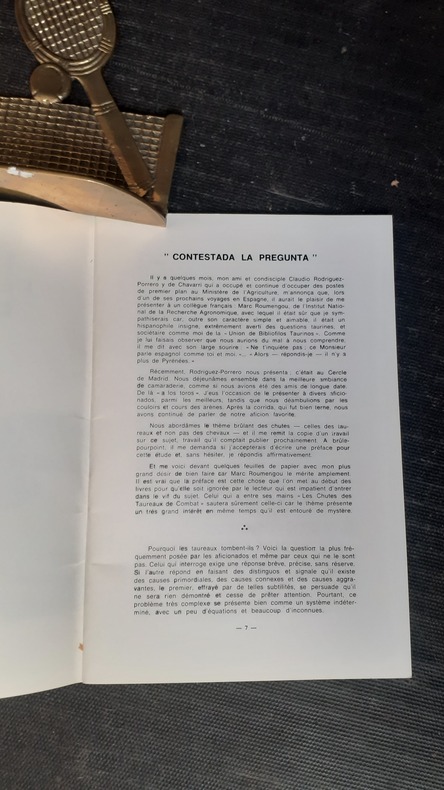 " CONTESTADA LA PREGUNTA "
Il y a quelques mois, mon ami et condisciple Claudio Rodriguez-
Porrero y de Chavarri qui a occupé et continue d'occuper des postes
de premier plan au Ministère de l'Agriculture, m'annonça que, lors
d'un de ses prochains voyages en Espagne, il aurait le plaisir de me
présenter à un collègue français : Marc Roumengou, de l'Institut Natio-
nal de la Recherche Agronomique, avec lequel il était sûr que je sym-
pathiserais car, outre son caractère simple et aimable, il était un
hispanophile insigne, extrêmement averti des questions taurines, et
sociétaire comme moi de la « Union de Bibliofilos Taurinos ». Comme
je lui faisais observer que nous aurions du mal à nous comprendre,
il me dit avec son large sourire : « Ne t'inquiète pas ; ce Monsieur
parle espagnol comme toi et moi ». « Alors — répondis-je — il n'y a
plus de Pyrénées. »
Récemment, Rodriguez-Porrero nous présenta : c'était au Cercle
de Madrid. Nous déjeunâmes ensemble dans la meilleure ambiance
de camaraderie, comme si nous avions été des amis de longue date.
De là « a los toros ». J'eus l'occasion de le présenter à divers aficio-
nados, parmi les meilleurs, tandis que nous déambulions par les
couloirs et cours des arènes. Après la corrida, qui fut bien terne, nous
avons continué de parler de notre aficion favorite.
Nous abordâmes le thème brûlant des chutes — celles des tau-
reaux et non pas des chevaux — et il me remit la copie d'un travail
sur ce sujet, travail qu'il comptait publier prochainement. A brûle-
pourpoint, il me demanda si j'accepterais d'écrire une préface pour
cette étude et, sans hésiter, je répondis affirmativement.
Et me voici devant quelques feuilles de papier avec mon plus
grand désir de bien faire car Marc Roumengou le mérite amplement.
Il est vrai que la préface est cette chose que l'on met au début des
livres pour qu'elle soit ignorée par le lecteur qui est impatient d'entrer
dans le vif du sujet. Celui qui a entre ses mains « Les Chutes des
Taureaux de Combat » sautera sûrement celle-ci car le thème présente
un très grand intérêt en même temps qu'il est entouré de mystère.
Pourquoi les taureaux tombent-ils ? Voici la question la plus fré-
quemment posée par les aficionados et même par ceux qui ne le sont
pas. Celui qui interroge exige une réponse brève, précise, sans réserve.
Si l'autre répond en faisant des distinguos et signale qu'il existe
des causes primordiales, des causes connexes et des causes aggra-
vantes, le premier, effrayé par de telles subtilités, se persuade qu'il
ne sera rien démontré et cesse de prêter attention. Pourtant, ce
problème très complexe se présente bien comme un système indéter-
miné, avec un peu d'équations et beaucoup d'inconnues.
— 7 —